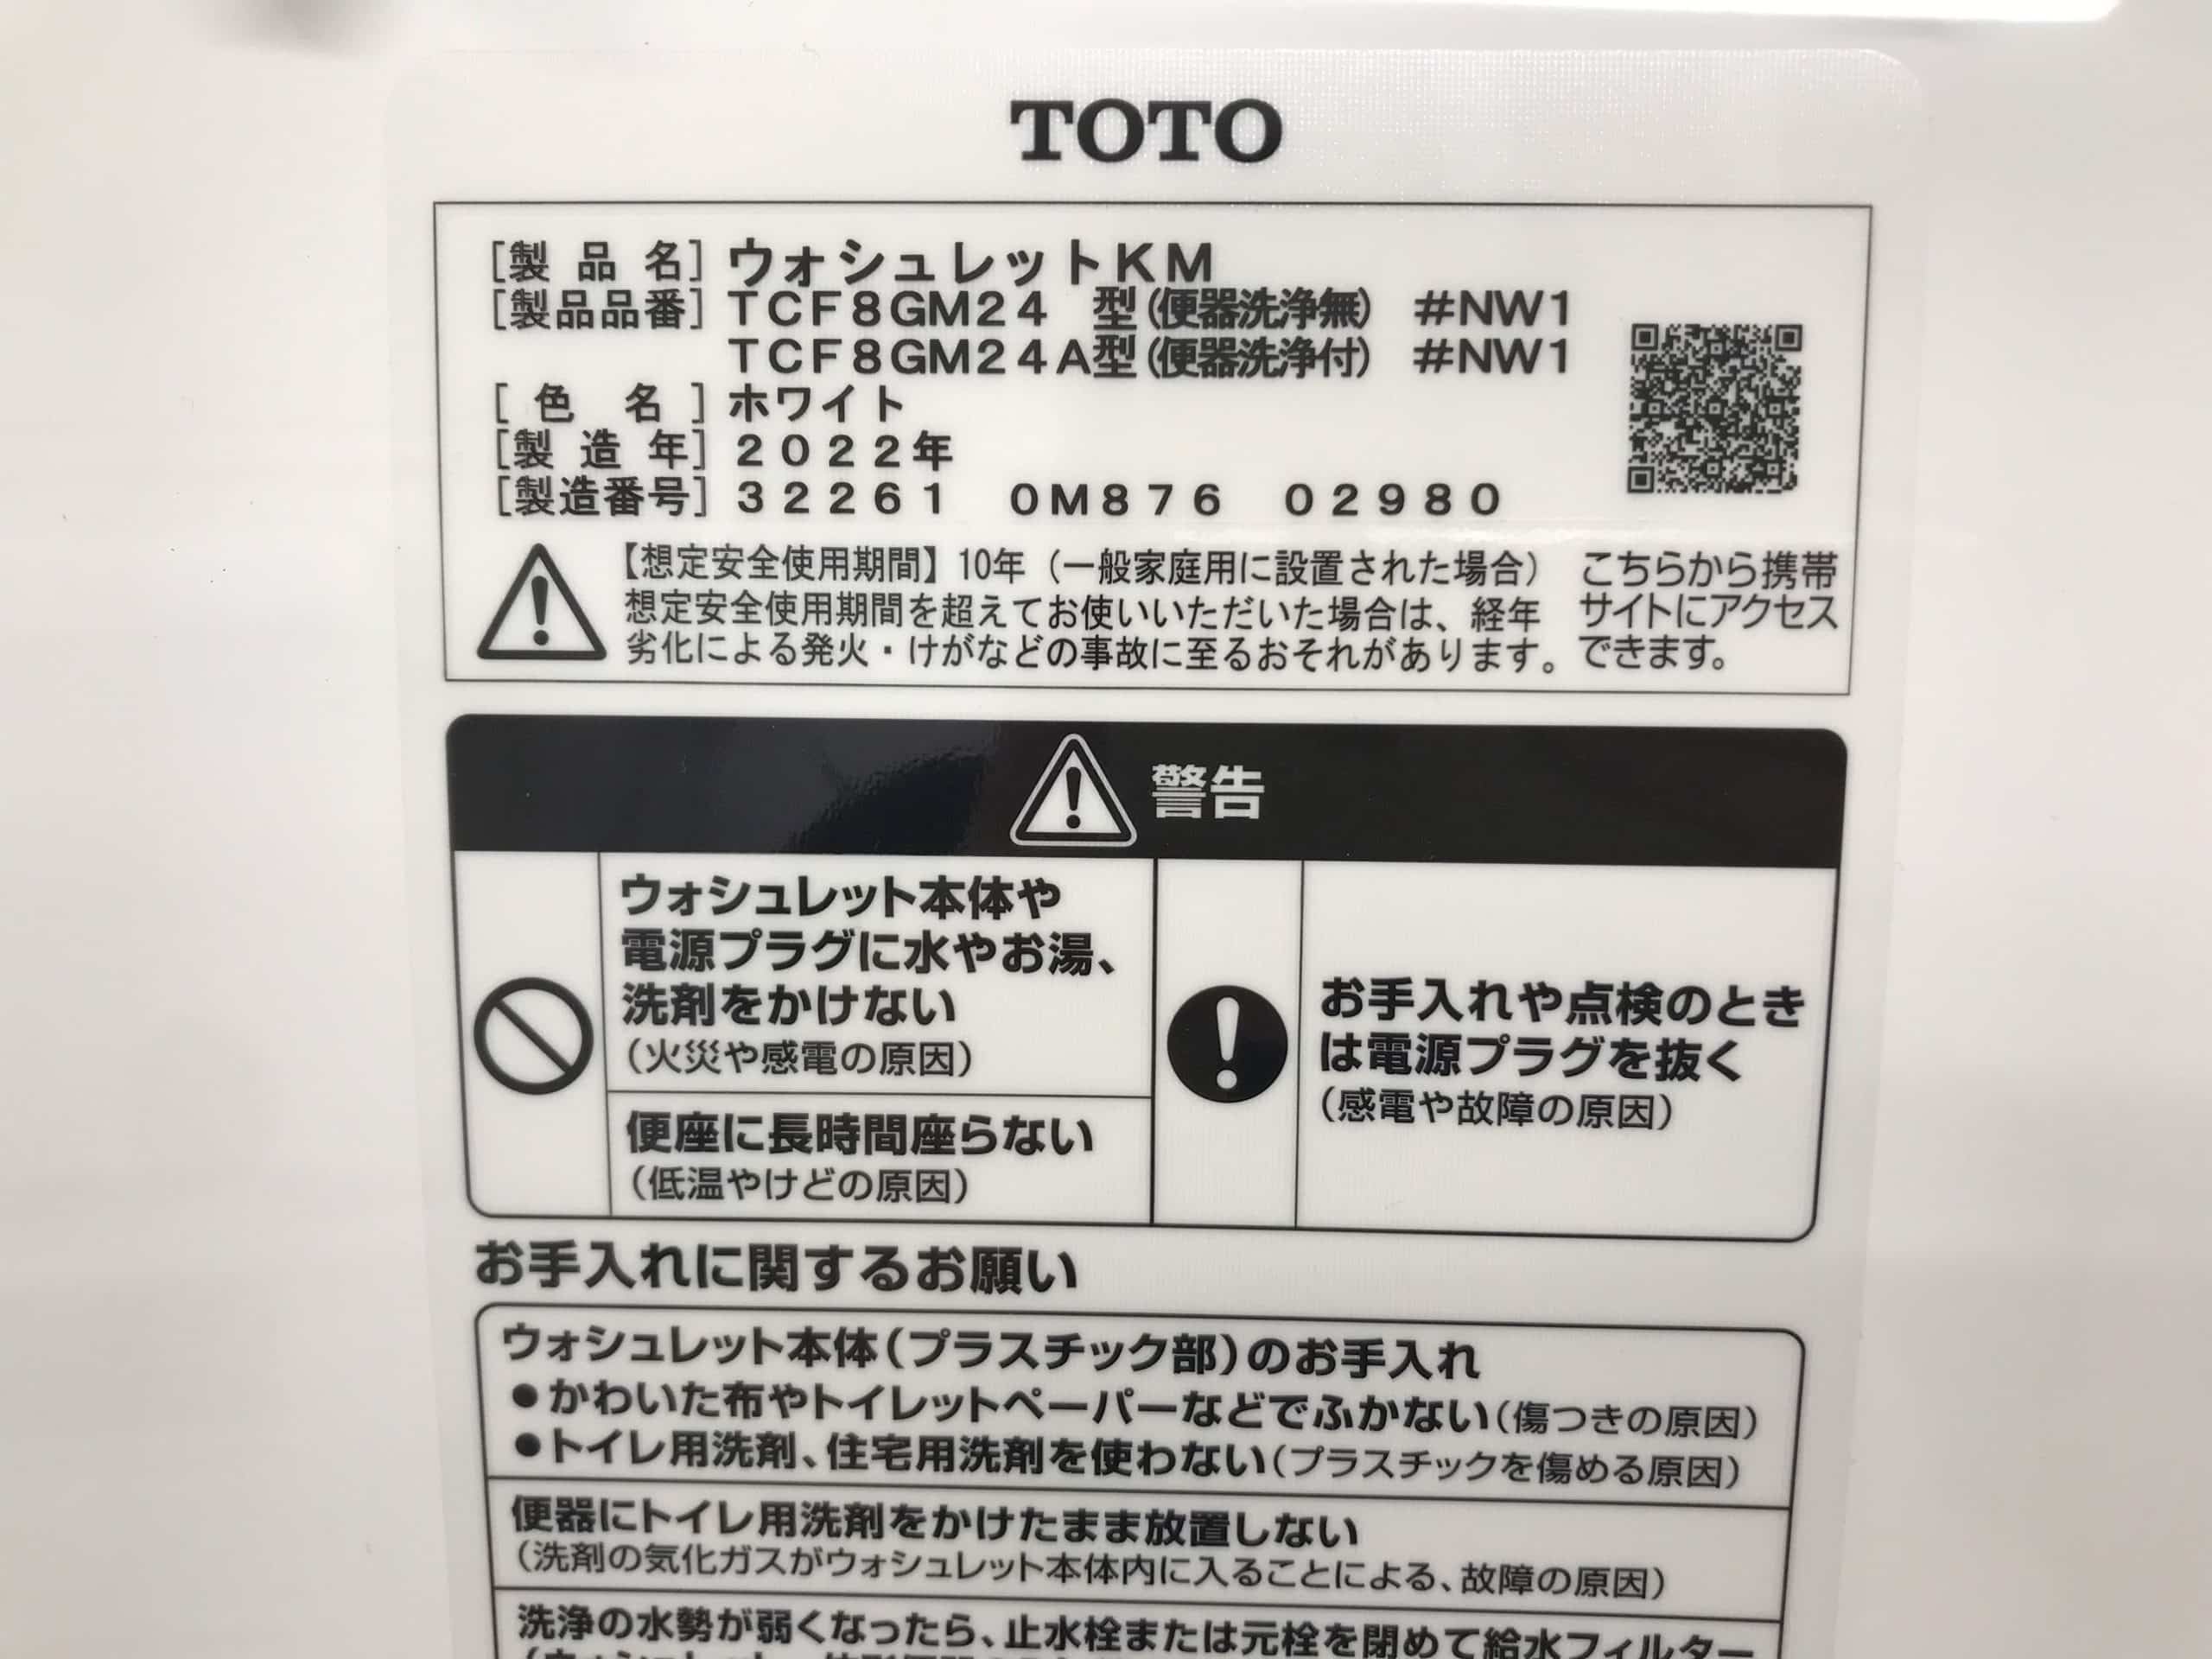 TOTO
[製品名] ウォシュレットKM
[製品品番] TCF8GM24 型(便器洗浄無) #NW1
TCF8GM24A型(便器洗浄付) #NW1
[色名] ホワイト
[製造年] 2022年
[製造番号] 32261 0M876 02980
【想定安全使用期間】10年(一般家庭用に設置された場合)
想定安全使用期間を超えてお使いいただいた場合は、経年
劣化による発火・けがなどの事故に至るおそれがあります。
こちらから携帯
サイトにアクセス
できます。
警告
ウォシュレット本体や
電源プラグに水やお湯、
洗剤をかけない
(火災や感電の原因)
便座に長時間座らない
(低温やけどの原因)
お手入れや点検のとき
は電源プラグを抜く
(感電や故障の原因)
お手入れに関するお願い
ウォシュレット本体(プラスチック部)のお手入れ
●かわいた布やトイレットペーパーなどでふかない(傷つきの原因)
●トイレ用洗剤、住宅用洗剤を使わない(プラスチックを傷める原因)
便器にトイレ用洗剤をかけたまま放置しない
(洗剤の気化ガスがウォシュレット本体内に入ることによる、故障の原因)
洗浄の水勢が弱くなったら、止水栓または元栓を閉めて給水フィルター